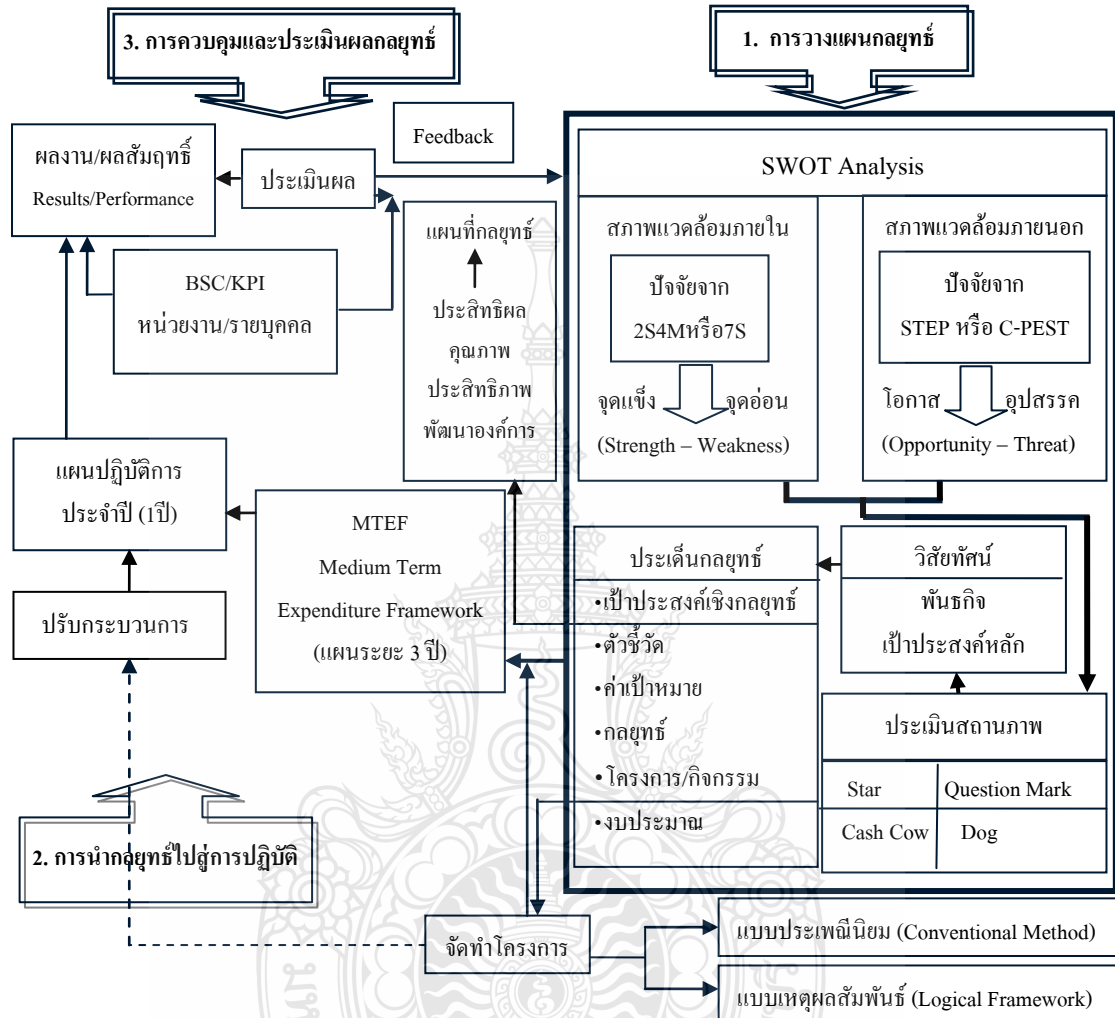 3. การควบคุมและประเมินผลกลยุทธ์
1. การวางแผนกลยุทธ์
ผลงาน/ผลสัมฤทธิ์
Results/Performance
ประเมินผล
Feedback
BSC/KPI
หน่วยงาน/รายบุคคล
แผนที่กลยุทธ์
ประสิทธิผล
คุณภาพ
ประสิทธิภาพ
พัฒนาองค์การ
SWOT Analysis
สภาพแวดล้อมภายใน
ปัจจัยจาก
2S4Mหรือ7S
จุดแข็ง
จุดอ่อน
(Strength – Weakness)
สภาพแวดล้อมภายนอก
ปัจจัยจาก
STEP หรือ C-PEST
โอกาส
อุปสรรค
(Opportunity – Threat)
แผนปฏิบัติการ
ประจำปี (1ปี)
ปรับกระบวนการ
MTEF
Medium Term
Expenditure Framework
(แผนระยะ 3 ปี)
ประเด็นกลยุทธ์
•เป้าประสงค์เชิงกลยุทธ์
•ตัวชี้วัด
•ค่าเป้าหมาย
•กลยุทธ์
•โครงการ/กิจกรรม
•งบประมาณ
วิสัยทัศน์
พันธกิจ
เป้าประสงค์หลัก
ประเมินสถานภาพ
Star
Question Mark
Cash Cow
Dog
2. การนำกลยุทธ์ไปสู่การปฏิบัติ
จัดทำโครงการ
แบบประเพณีนิยม (Conventional Method)
แบบเหตุผลสัมพันธ์ (Logical Framework)